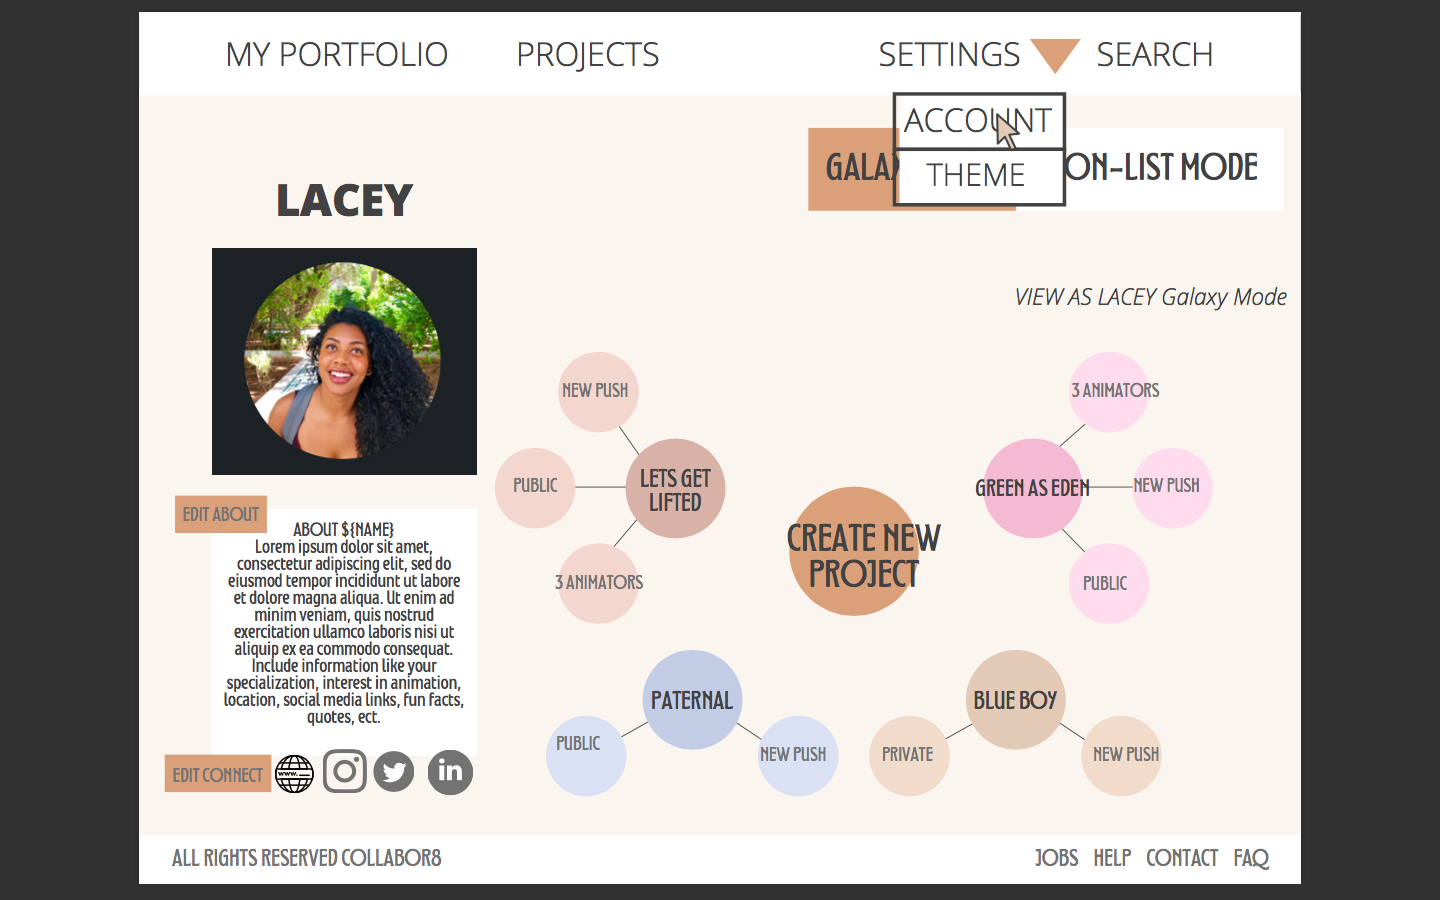 MY PORTFOLIO PROJECTS SETTINGS SEARCH
ACCOUNT
THEME
ON-LIST MODE
LACEY
VIEW AS LACEY Galaxy Mode
NEW PUSH
PUBLIC
LETS GET
LIFTED
3 ANIMATORS
3 ANIMATORS
GREEN AS EDEN
NEW PUSH
PUBLIC
CREATE NEW
PROJECT
EDIT ABOUT
ABOUT ${NAME}
Lorem ipsum dolor sit amet,
consectetur adipiscing elit, sed do
eiusmod tempor incididunt ut labore
et dolore magna aliqua. Ut enim ad
minim veniam, quis nostrud
exercitation ullamco laboris nisi ut
aliquip ex ea commodo consequat.
Include information like your
specialization, interest in animation,
location, social media links, fun facts,
quotes, ect.
PATERNAL
PUBLIC
NEW PUSH
BLUE BOY
PRIVATE
NEW PUSH
EDIT CONNECT
www.
in
ALL RIGHTS RESERVED COLLABOR8
JOBS HELP CONTACT FAQ